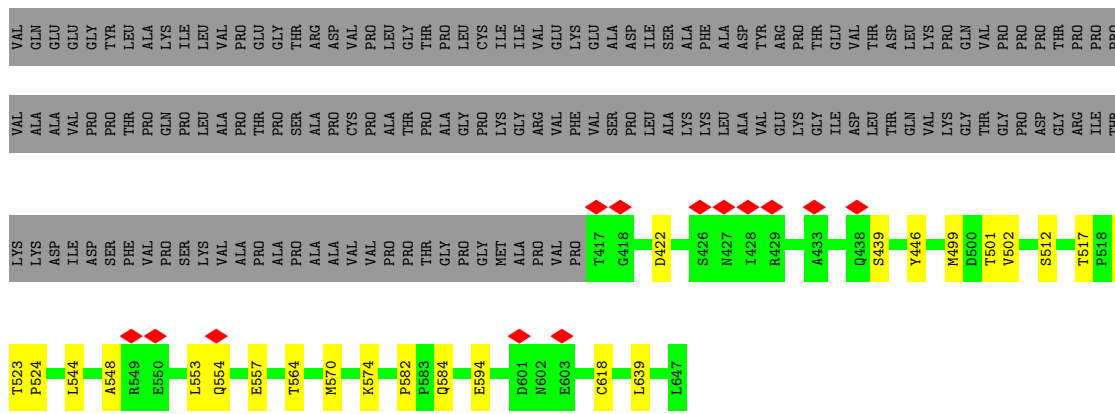 VAL GLN GLU GLU GLY TYR LEU ALA LYS ILE LEU VAL PRO GLU GLY THR ARG ASP VAL PRO LEU GLY THR PRO LEU CYS ILE ILE VAL GLU LYS GLU ALA ASP ILE SER ALA PHE ALA ASP TYR ARG PRO THR GLU VAL THR ASP LEU LYS PRO GLN VAL PRO PRO PRO THR PRO PRO PRO
VAL ALA ALA VAL PRO PRO THR PRO GLN PRO LEU ALA PRO THR PRO SER ALA PRO CYS PRO ALA THR PRO ALA GLY PRO LYS GLY ARG VAL PHE VAL SER PRO LEU ALA LYS LYS LEU ALA VAL GLU LYS GLY ILE ASP LEU THR GLN VAL LYS GLY THR GLY PRO ASP GLY ARG ILE THR
LYS LYS ASP ILE ASP SER PHE VAL PRO SER LYS VAL ALA PRO ALA PRO ALA ALA VAL VAL PRO PRO THR GLY PRO GLY MET ALA PRO VAL PRO T417 G418 D422 S426 N427 I428 R429 A433 Q438 S439 Y446 M499 D500 T501 V502 S512 T517 P518
T523 P524 L544 A548 R549 E550 L553 Q554 E557 T564 M570 K574 P582 P583 Q584 E594 D601 N602 E603 C618 L639 L647